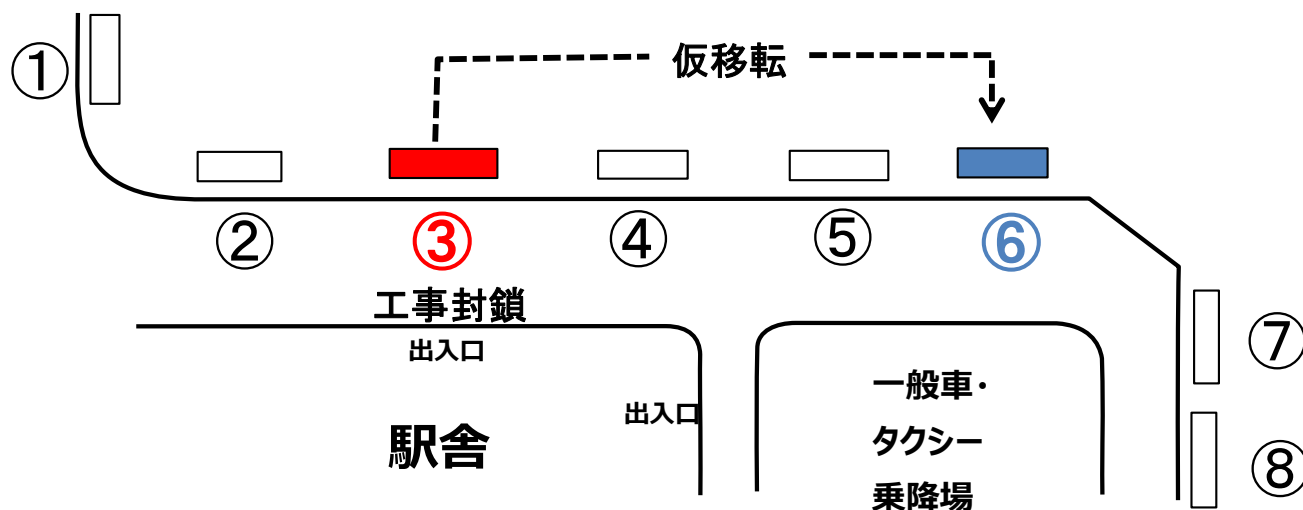 ①
仮移転
②
③
④
⑤
⑥
工事封鎖
出入口
⑦
一般車・
出入口
タクシー
駅舎
⑧
乗降場